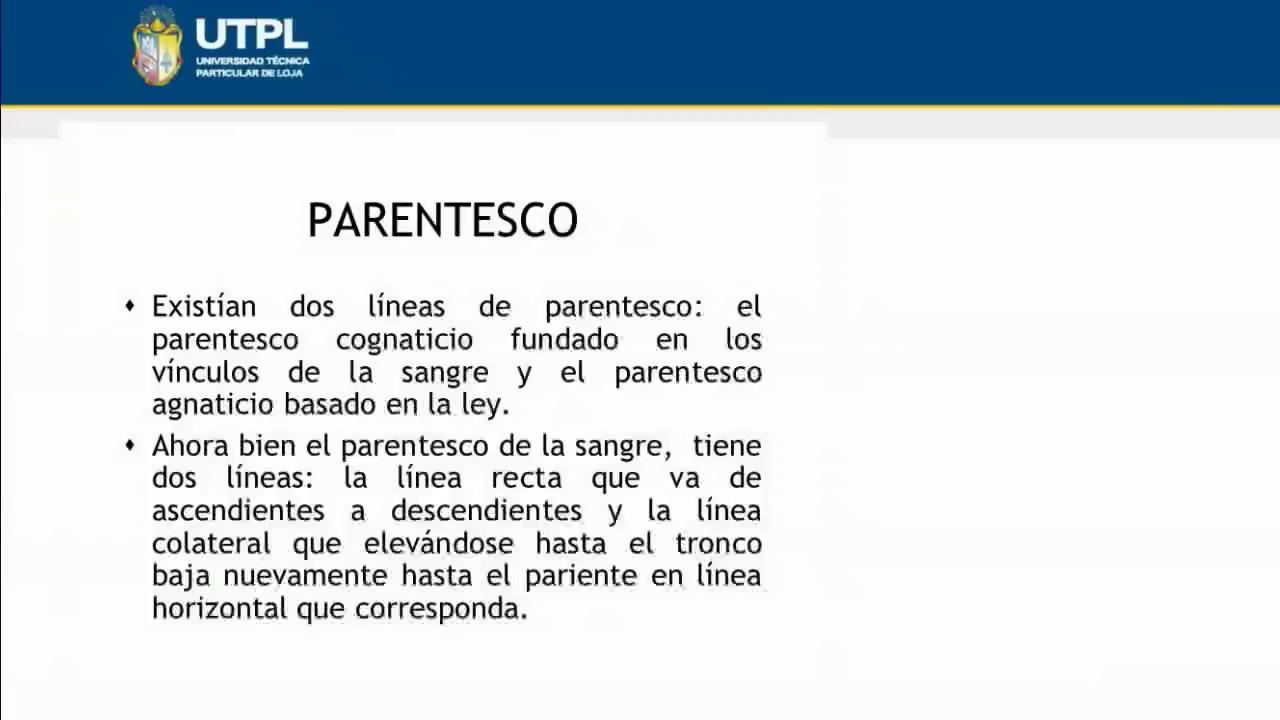 UTPL
UNIVERSIDAD TÉCNICA
PARTICULAR DE LOJA
PARENTESCO
♦ Existían dos líneas de parentesco: el
parentesco cognaticio fundado en los
vínculos de la sangre y el parentesco
agnaticio basado en la ley.
♦ Ahora bien el parentesco de la sangre, tiene
dos líneas: la línea recta que va de
ascendientes a descendientes y la línea
colateral que elevándose hasta el tronco
baja nuevamente hasta el pariente en línea
horizontal que corresponda.